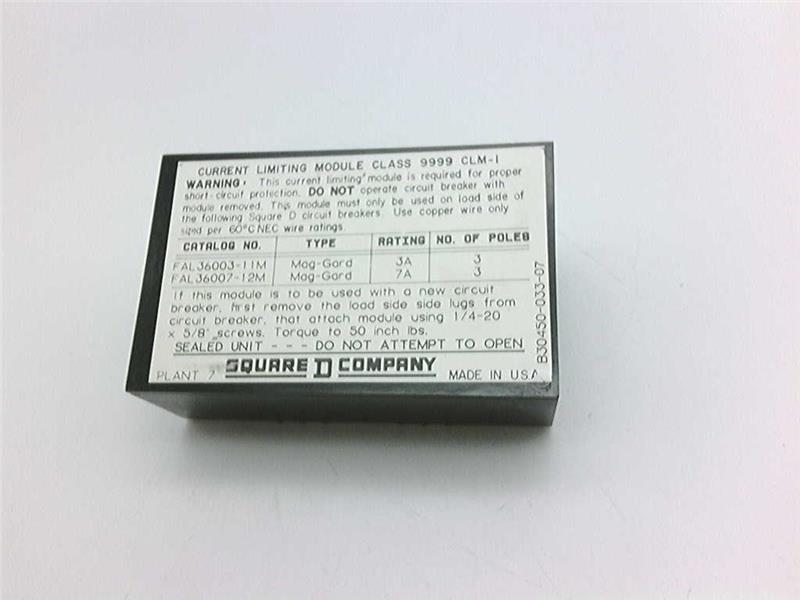 CURRENT LIMITING MODULE CLASS 9999 CLM-1
WARNING: This current limiting module is required for proper
short-circuit protection. DO NOT operate circuit breaker with
module removed. This module must only be used on load side of
the following Square D circuit breakers. Use copper wire only
sized per 60°C NEC wire ratings.
CATALOG NO. TYPE RATING NO. OF POLES
FAL36003-11M Mag-Gard 3A 3
FAL36007-12M Mag-Gard 7A 3
If this module is to be used with a new circuit
breaker, first remove the load side side lugs from
circuit breaker, that attach module using 1/4-20
x 5/8" screws. Torque to 50 inch lbs.
SEALED UNIT --- DO NOT ATTEMPT TO OPEN
PLANT 7 SQUARE D COMPANY MADE IN USA
B30450-033-07